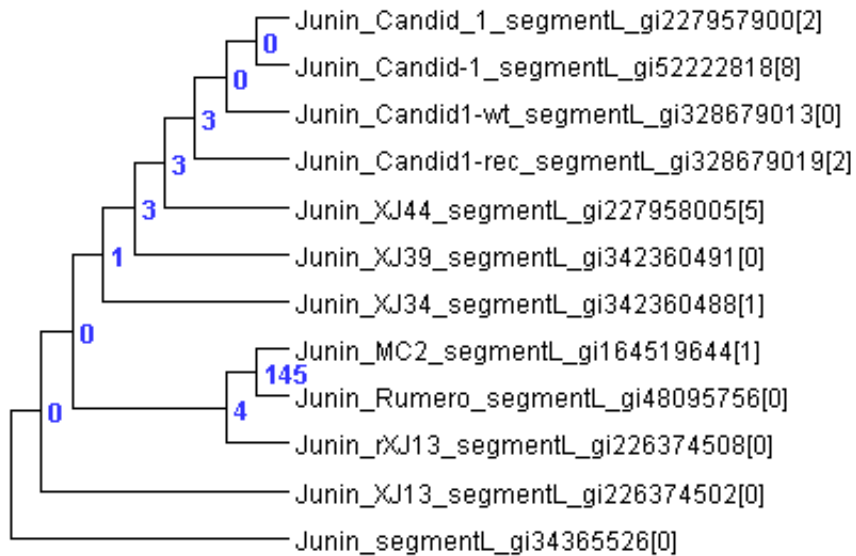 Junin_Candid_1_segmentL_gi227957900[2]
0
Junin_Candid-1_segmentL_gi52222818[8]
0
Junin_Candid1-wt_segmentL_gi328679013[0]
3
Junin_Candid1-rec_segmentL_gi328679019[2]
3
Junin_XJ44_segmentL_gi227958005[5]
3
Junin_XJ39_segmentL_gi342360491[0]
1
Junin_XJ34_segmentL_gi342360488[1]
0
Junin_MC2_segmentL_gi164519644[1]
145
Junin_Rumero_segmentL_gi48095756[0]
4
0
Junin_rXJ13_segmentL_gi226374508[0]
Junin_XJ13_segmentL_gi226374502[0]
Junin_segmentL_gi34365526[0]